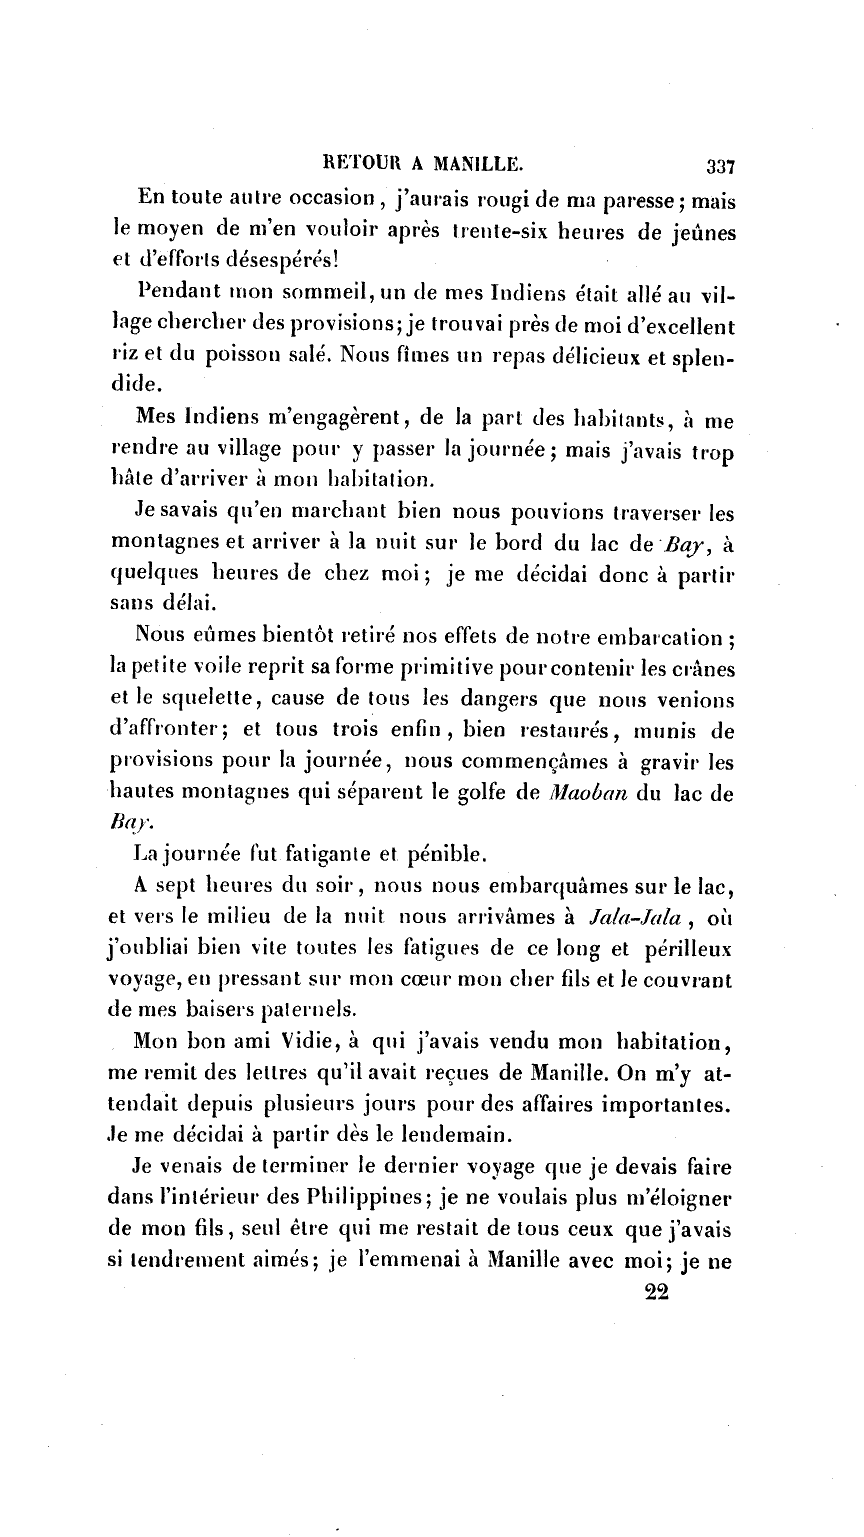 RETOUR A MANILLE. 337
En toute autre occasion, j'aurais rougi de ma paresse; mais
le moyen de m'en vouloir après trente-six heures de jeûnes
et d'efforts désespérés!
Pendant mon sommeil, un de mes Indiens était allé au vil-
lage chercher des provisions; je trouvai près de moi d'excellent
riz et du poisson salé. Nous fîmes un repas délicieux et splen-
dide.
Mes Indiens m'engagèrent, de la part des habitants, à me
rendre au village pour y passer la journée; mais j'avais trop
hâte d'arriver à mon habitation.
Je savais qu'en marchant bien nous pouvions traverser les
montagnes et arriver à la nuit sur le bord du lac de Bay, à
quelques heures de chez moi; je me décidai donc à partir
sans délai.
Nous eûmes bientôt retiré nos effets de notre embarcation;
la petite voile reprit sa forme primitive pour contenir les crânes
et le squelette, cause de tous les dangers que nous venions
d'affronter; et tous trois enfin, bien restaurés, munis de
provisions pour la journée, nous commençâmes à gravir les
hautes montagnes qui séparent le golfe de Maoban du lac de
Bay.
La journée fut fatigante et pénible.
A sept heures du soir, nous nous embarquâmes sur le lac,
et vers le milieu de la nuit nous arrivâmes à Jala-Jala, où
j'oubliai bien vite toutes les fatigues de ce long et périlleux
voyage, en pressant sur mon cœur mon cher fils et le couvrant
de mes baisers paternels.
Mon bon ami Vidie, à qui j'avais vendu mon habitation,
me remit des lettres qu'il avait reçues de Manille. On m'y at-
tendait depuis plusieurs jours pour des affaires importantes.
Je me décidai à partir dès le lendemain.
Je venais de terminer le dernier voyage que je devais faire
dans l'intérieur des Philippines; je ne voulais plus m'éloigner
de mon fils, seul être qui me restait de tous ceux que j'avais
si tendrement aimés; je l'emmenai à Manille avec moi; je ne
22